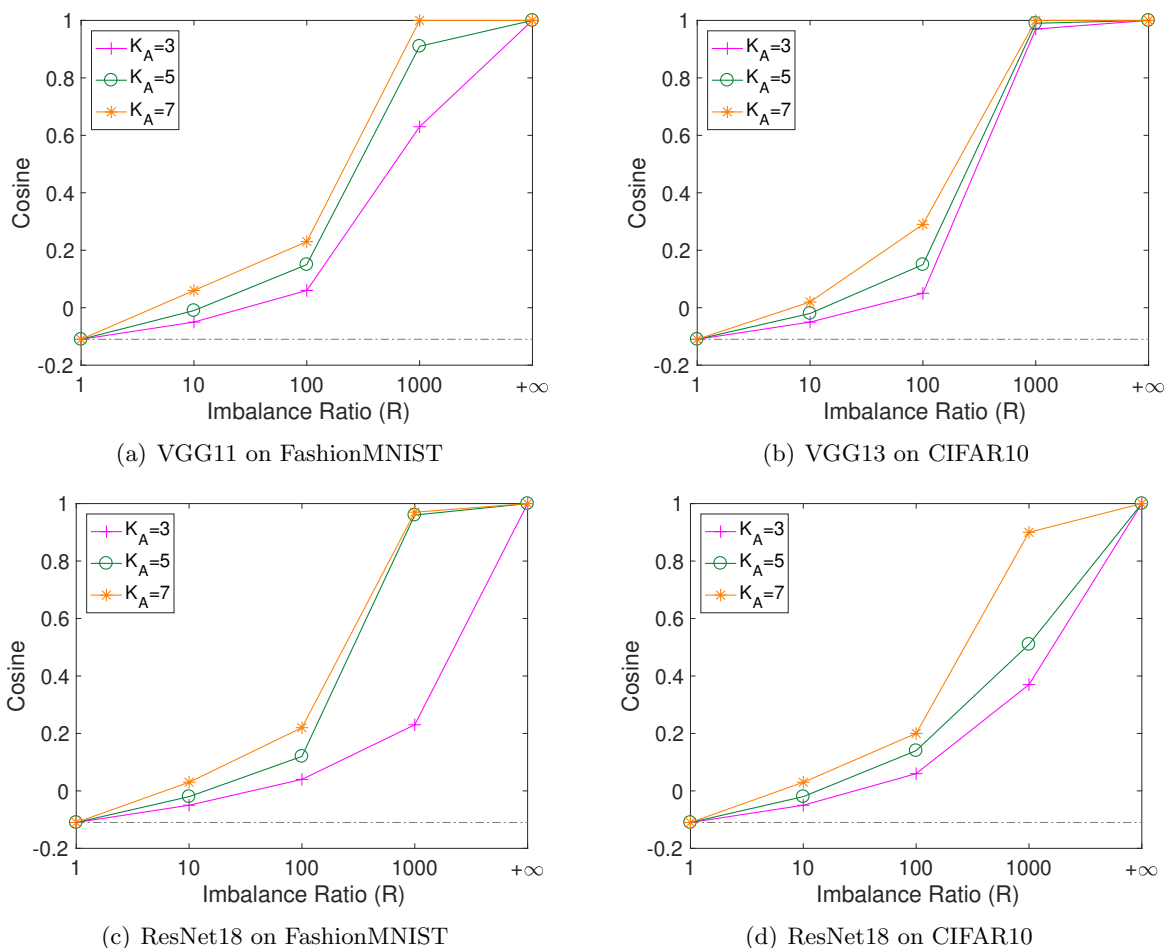 1
0.8
0.6
0.4
0.2
0
-0.2
Cosine
K_A=3
K_A=5
K_A=7
1 10 100 1000 +∞
Imbalance Ratio (R)
(a) VGG11 on FashionMNIST
1
0.8
0.6
0.4
0.2
0
-0.2
Cosine
K_A=3
K_A=5
K_A=7
1 10 100 1000 +∞
Imbalance Ratio (R)
(b) VGG13 on CIFAR10
1
0.8
0.6
0.4
0.2
0
-0.2
Cosine
K_A=3
K_A=5
K_A=7
1 10 100 1000 +∞
Imbalance Ratio (R)
(c) ResNet18 on FashionMNIST
1
0.8
0.6
0.4
0.2
0
-0.2
Cosine
K_A=3
K_A=5
K_A=7
1 10 100 1000 +∞
Imbalance Ratio (R)
(d) ResNet18 on CIFAR10